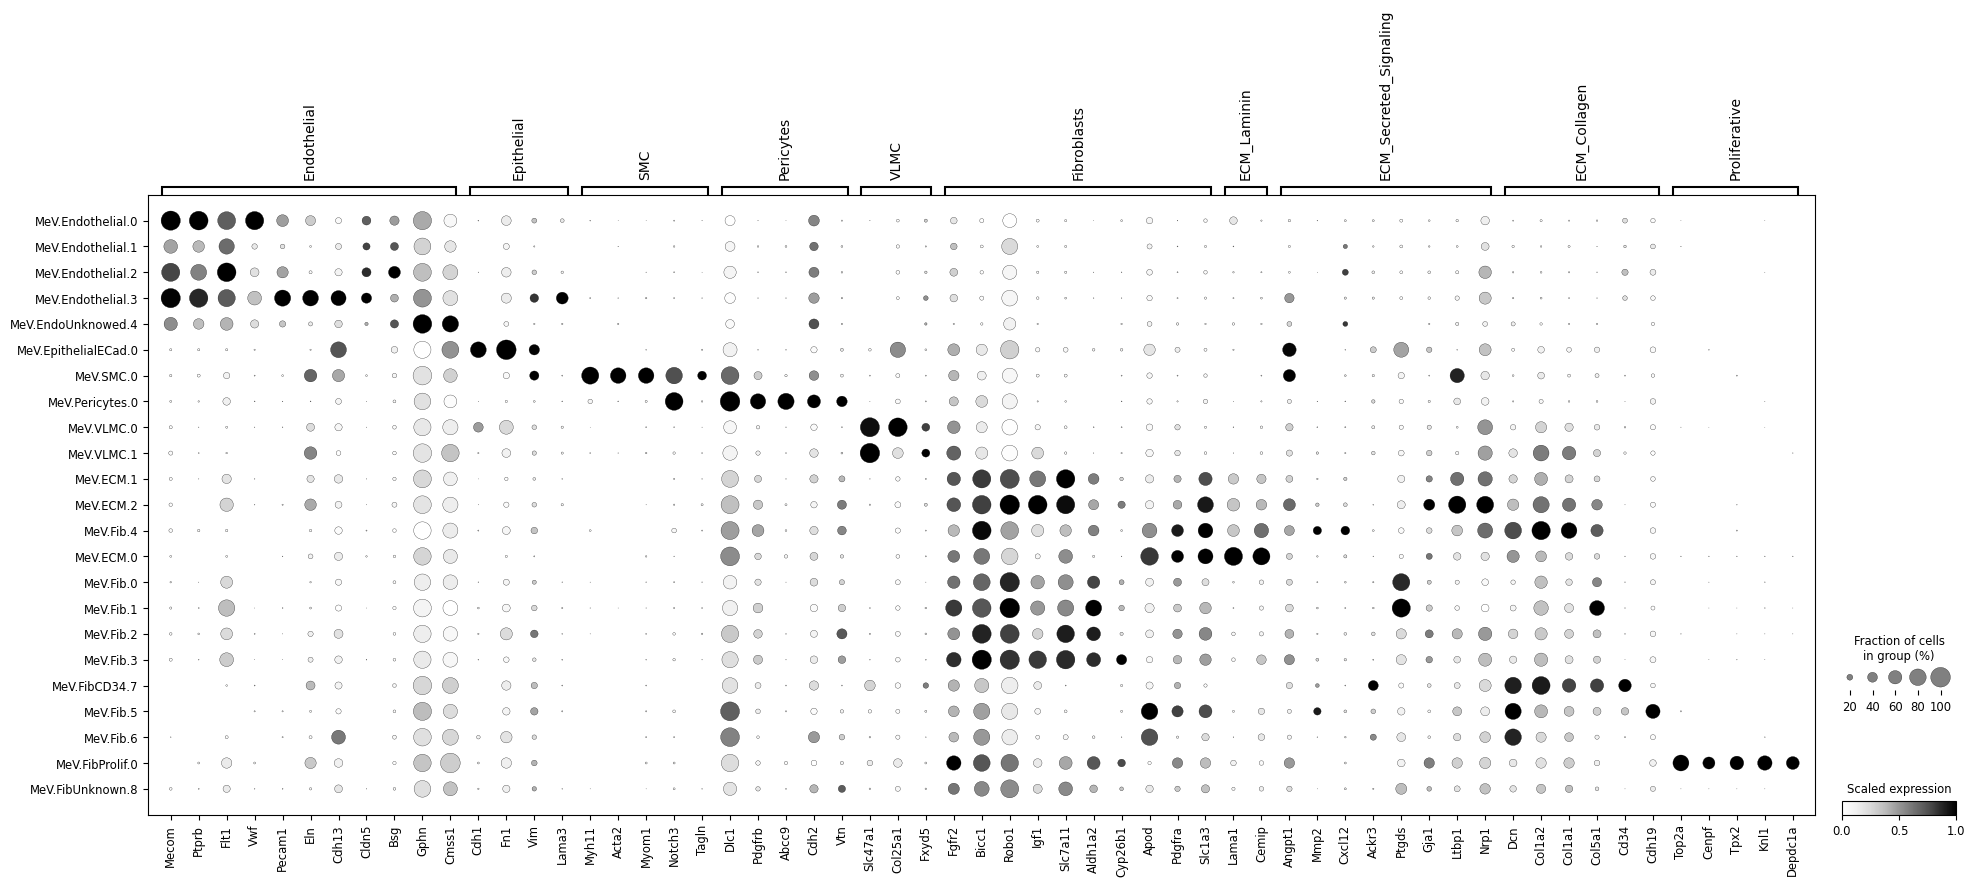 Endothelial
Epithelial
SMC
Pericytes
VLMC
Fibroblasts
ECM_Laminin
ECM_Secreted_Signaling
ECM_Collagen
Proliferative
MeV.Endothelial.0
MeV.Endothelial.1
MeV.Endothelial.2
MeV.Endothelial.3
MeV.EndoUnknowed.4
MeV.EpithelialECad.0
MeV.SMC.0
MeV.Pericytes.0
MeV.VLMC.0
MeV.VLMC.1
MeV.ECM.1
MeV.ECM.2
MeV.Fib.4
MeV.ECM.0
MeV.Fib.0
MeV.Fib.1
MeV.Fib.2
MeV.Fib.3
MeV.FibCD34.7
MeV.Fib.5
MeV.Fib.6
MeV.FibProlif.0
MeV.FibUnknown.8
Mecom
Ptprb
Flt1
Vwf
Pecam1
Eln
Cdh13
Cldn5
Bsg
Gphn
Cmss1
Cdh1
Fn1
Vim
Lama3
Myh11
Acta2
Myom1
Notch3
Tagln
Dlc1
Pdgfrb
Abcc9
Cdh2
Vtn
Slc47a1
Col25a1
Fxyd5
Fgfr2
Bicc1
Robo1
Igf1
Slc7a11
Aldh1a2
Cyp26b1
Apod
Pdgfra
Slc1a3
Lama1
Cemip
Angpt1
Mmp2
Cxcl12
Ackr3
Ptgds
Gja1
Ltbp1
Nrp1
Dcn
Col1a2
Col1a1
Col5a1
Cd34
Cdh19
Top2a
Cenpf
Tpx2
Knl1
Depdc1a
Fraction of cells
in group (%)
20 40 60 80 100
Scaled expression
0.0 0.5 1.0